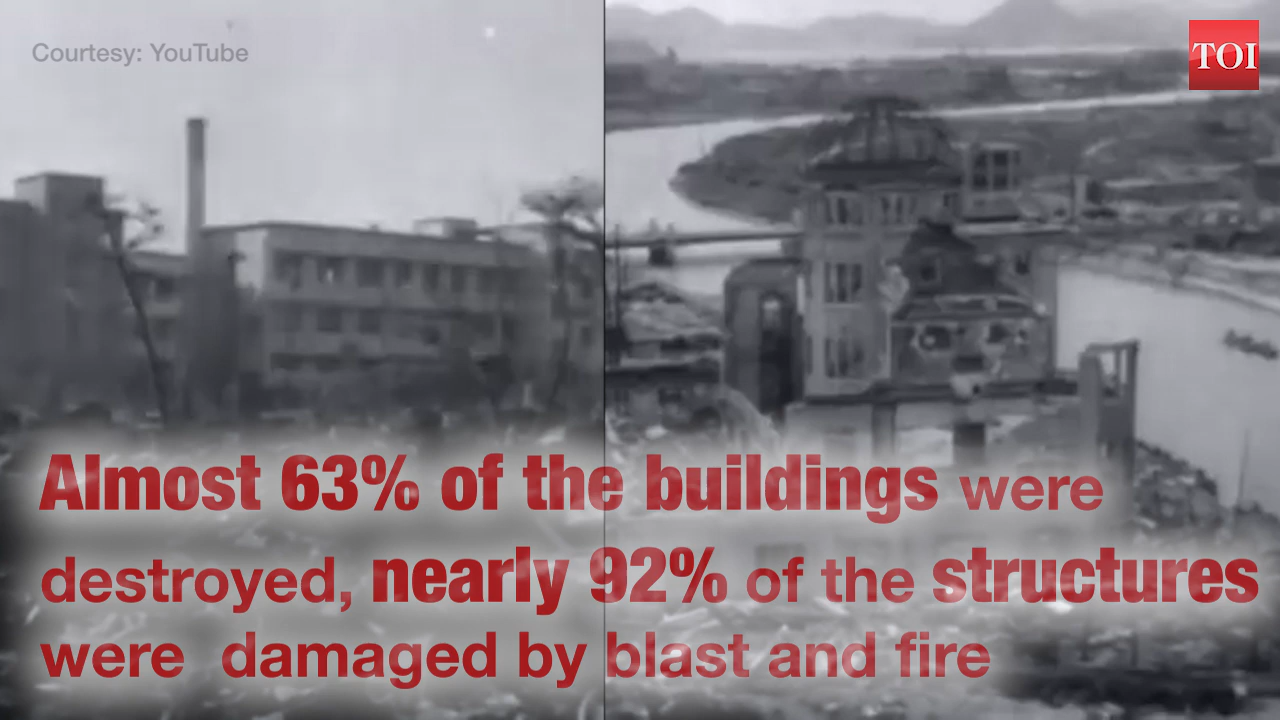 Courtesy: YouTube
TOI
Almost 63% of the buildings were
destroyed, nearly 92% of the structures
were damaged by blast and fire